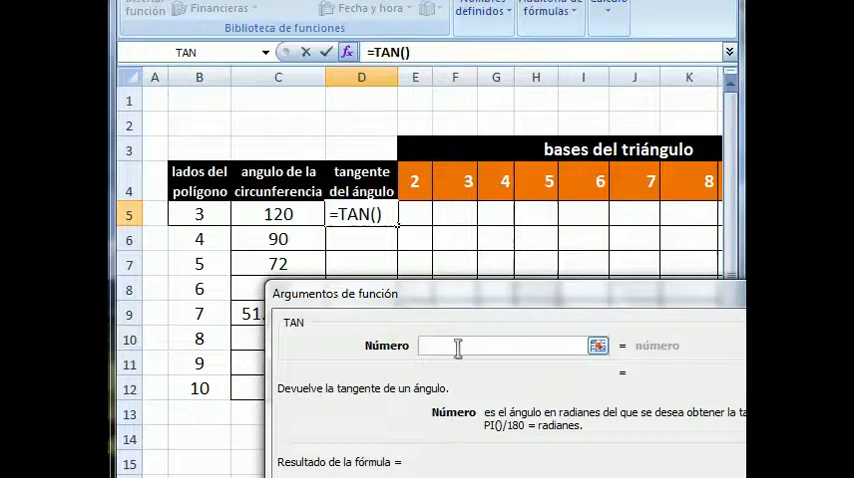 función
Financieras
Fecha y hora
definidos
fórmulas
Biblioteca de funciones
TAN
=TAN()
A B C D E F G H I J K
1
2
3 bases del triángulo
lados del angulo de la tangente
4 polígono circunferencia del ángulo 2 3 4 5 6 7 8
5 3 120 =TAN()
6 4 90
7 5 72
8 6
9 7 51.
10 8
11 9
12 10
13
14
15
Argumentos de función
TAN
Número = número
=
Devuelve la tangente de un ángulo.
Número es el ángulo en radianes del que se desea obtener la
PI()/180 = radianes.
Resultado de la fórmula =